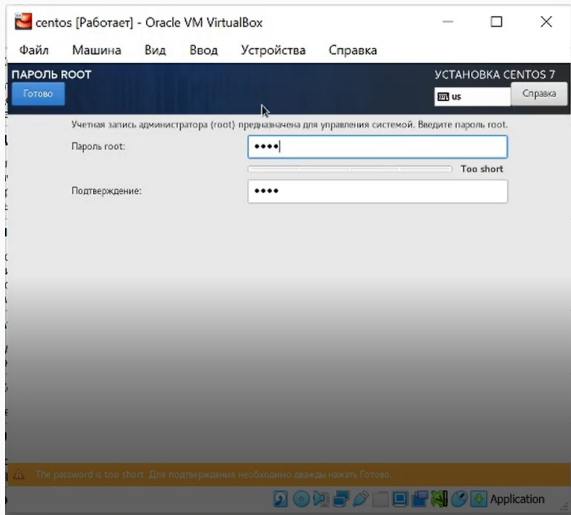 centos [Работает] - Oracle VM VirtualBox
Файл Машина Вид Ввод Устройства Справка
ПАРОЛЬ ROOT УСТАНОВКА CENTOS 7
Готово us Справка
Учетная запись администратора (root) предназначена для управления системой. Введите пароль root.
Пароль root: ••••
Too short
Подтверждение: ••••
The password is too short. Для подтверждения необходимо дважды нажать Готово.
Application